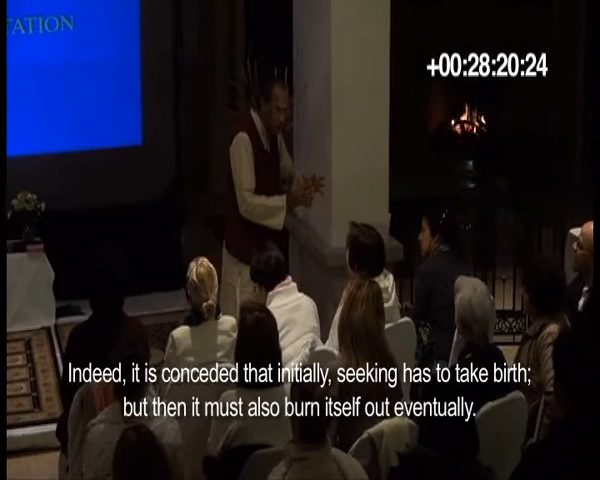 TATION
+00:28:20:24
Indeed, it is conceded that initially, seeking has to take birth;
but then it must also burn itself out eventually.